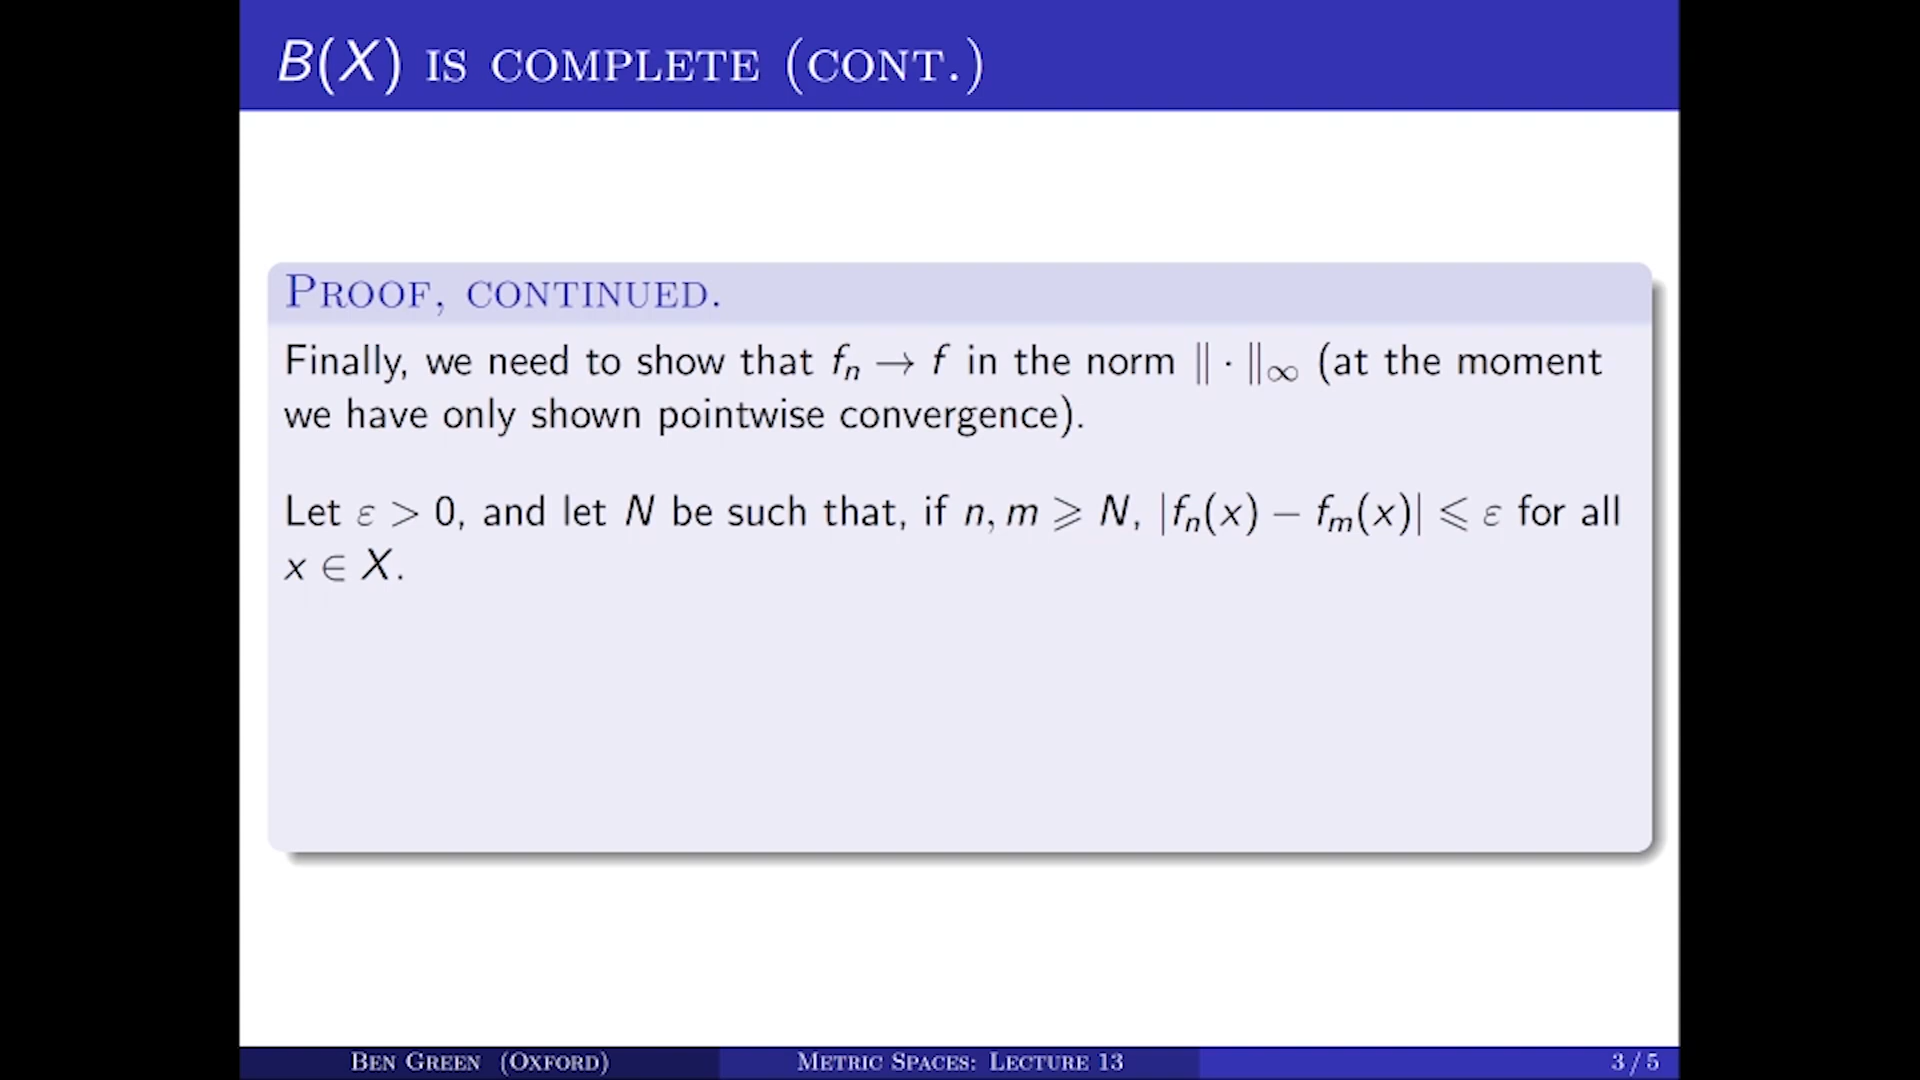 B(X) IS COMPLETE (CONT.)
PROOF, CONTINUED.
Finally, we need to show that fₙ → f in the norm ‖ · ‖∞ (at the moment
we have only shown pointwise convergence).
Let ε > 0, and let N be such that, if n, m ⩾ N, |fₙ(x) − fₘ(x)| ⩽ ε for all
x ∈ X.
BEN GREEN (OXFORD) METRIC SPACES: LECTURE 13 3 / 5